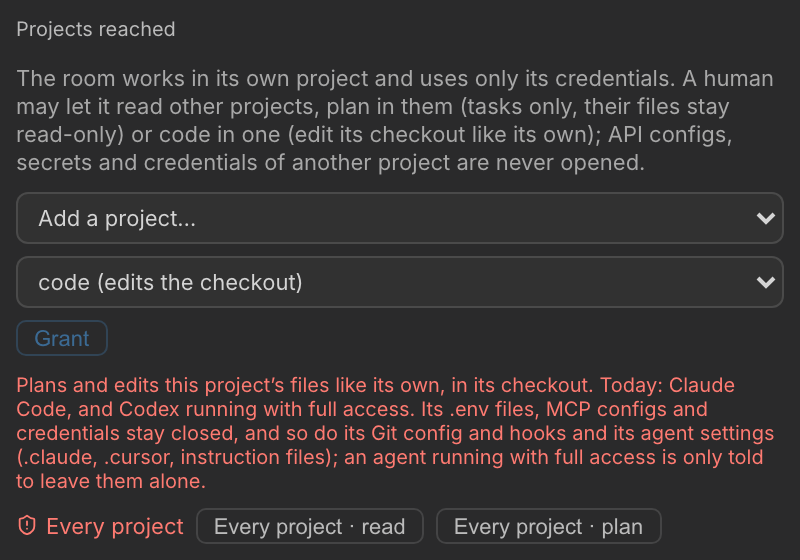 Projects reached
The room works in its own project and uses only its credentials. A human
may let it read other projects, plan in them (tasks only, their files stay
read-only) or code in one (edit its checkout like its own); API configs,
secrets and credentials of another project are never opened.
Add a project...
code (edits the checkout)
Grant
Plans and edits this project’s files like its own, in its checkout. Today: Claude
Code, and Codex running with full access. Its .env files, MCP configs and
credentials stay closed, and so do its Git config and hooks and its agent settings
(.claude, .cursor, instruction files); an agent running with full access is only told
to leave them alone.
Every project Every project · read Every project · plan